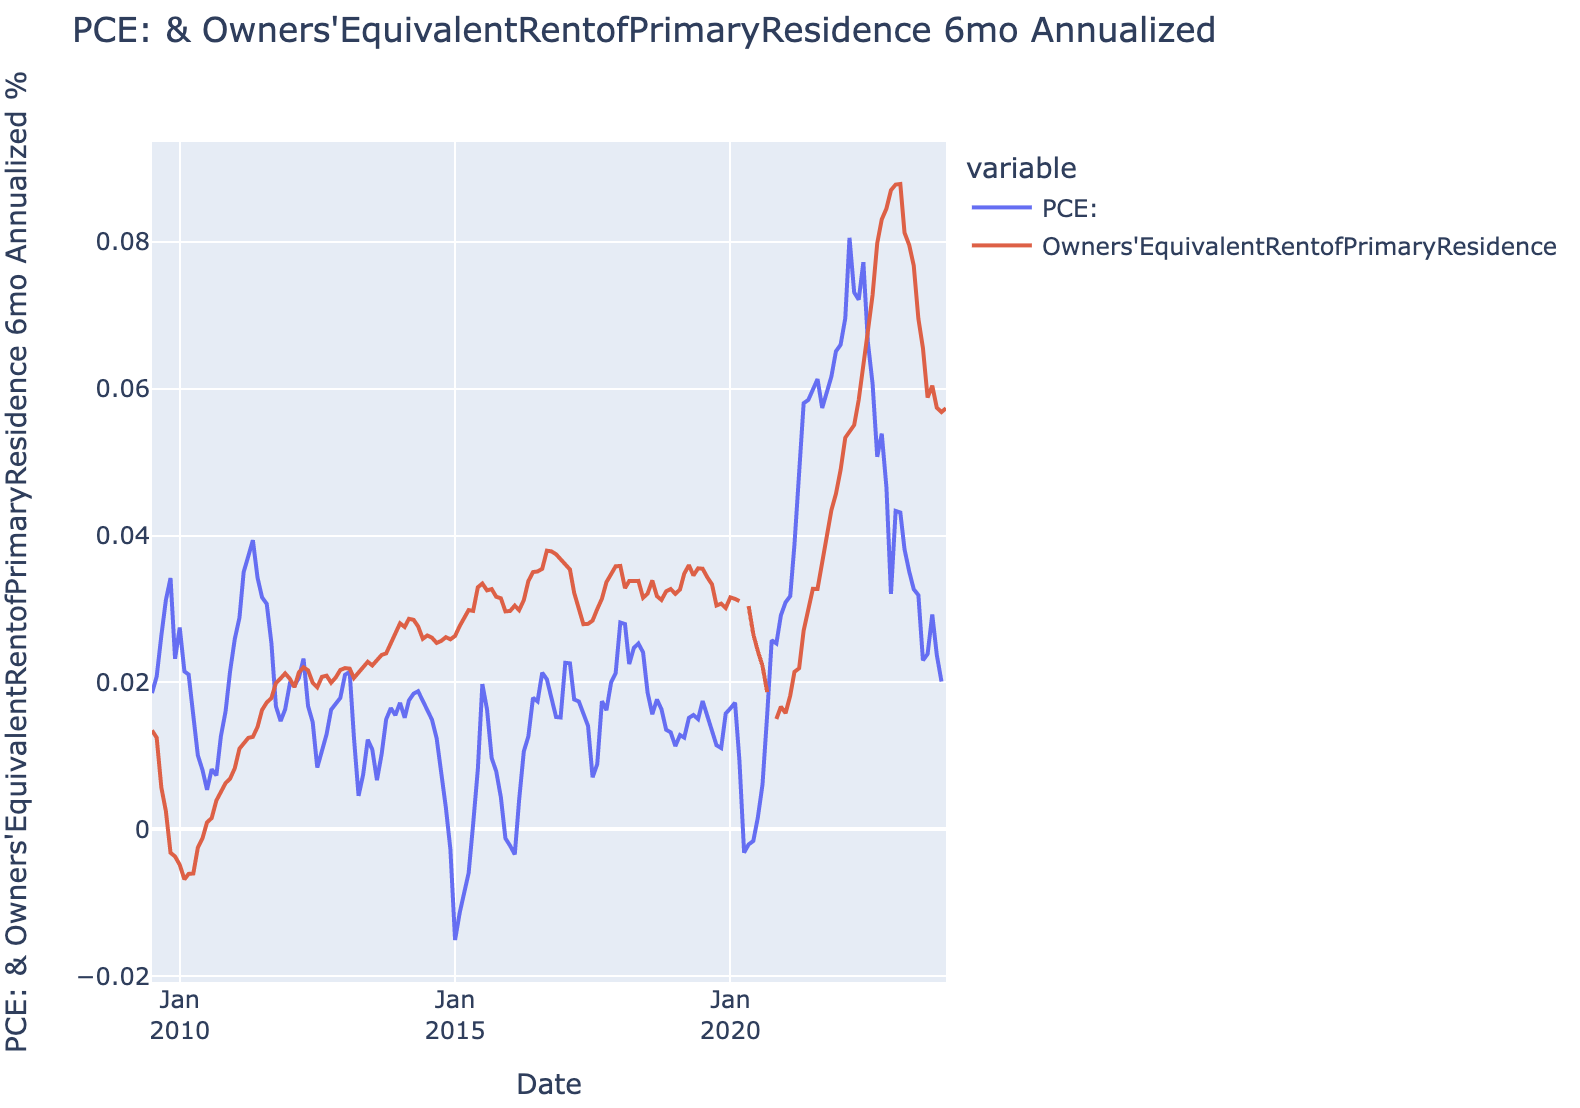 PCE: & Owners'EquivalentRentofPrimaryResidence 6mo Annualized
PCE: & Owners'EquivalentRentofPrimaryResidence 6mo Annualized %
0.08
0.06
0.04
0.02
0
−0.02
Jan
2010
Jan
2015
Jan
2020
Date
variable
PCE:
Owners'EquivalentRentofPrimaryResidence